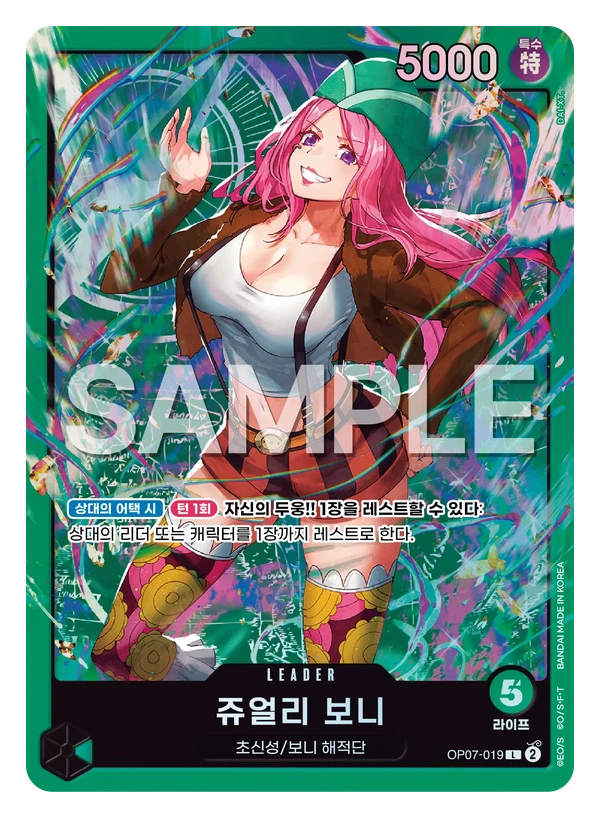 5000
특수
特
DAI-XT.
SAMPLE
상대의 어택 시 턴 1회 자신의 두웅!! 1장을 레스트할 수 있다:
상대의 리더 또는 캐릭터를 1장까지 레스트로 한다.
LEADER
쥬얼리 보니
초신성/보니 해적단
5
라이프
OP07-019 L 2
©EO/S ©O/S·F·T BANDAI MADE IN KOREA